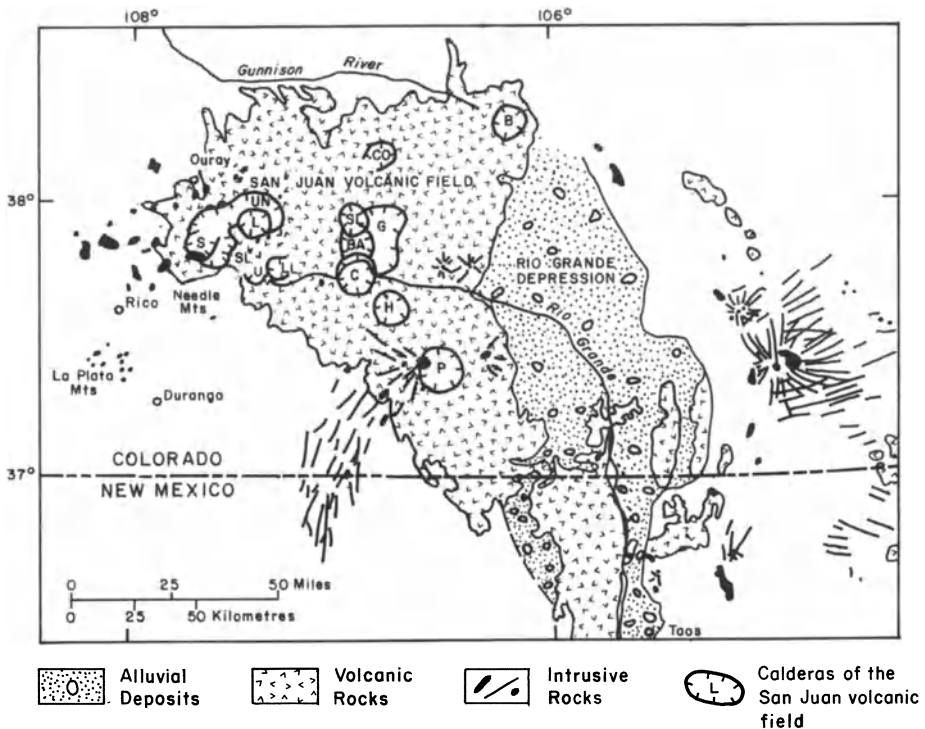 108° 106°
Gunnison River
B
CO
Ouray
38°
SAN JUAN VOLCANIC FIELD
UN
L
SL
G
S
BA
SL
U
LL
C
RIO GRANDE
DEPRESSION
Rico
Needle
Mts
H
Rio Grande
P
La Plata
Mts
Durango
COLORADO
37°
NEW MEXICO
0 25 50 Miles
0 25 50 Kilometres
Taos
Alluvial
Deposits
Volcanic
Rocks
Intrusive
Rocks
L
Calderas of the
San Juan volcanic
field